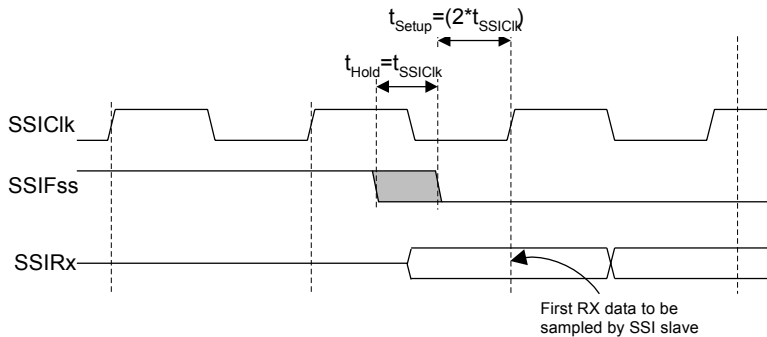 tSetup=(2*tSSIClk)
tHold=tSSIClk
SSIClk
SSIFss
SSIRx
First RX data to be
sampled by SSI slave